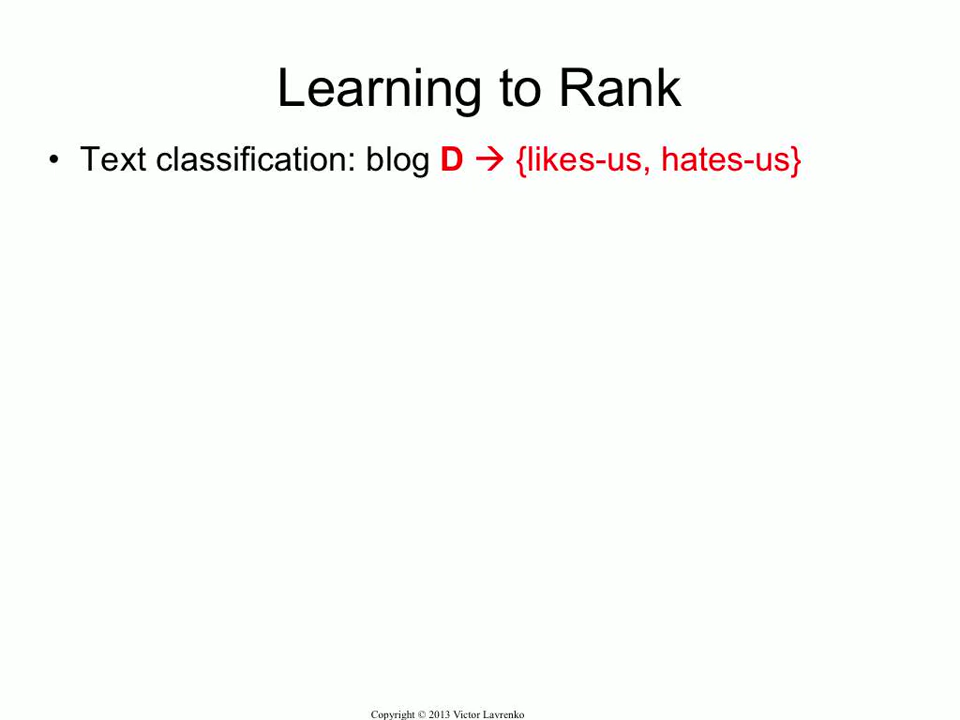 Learning to Rank
• Text classification: blog D → {likes-us, hates-us}
Copyright © 2013 Victor Lavrenko